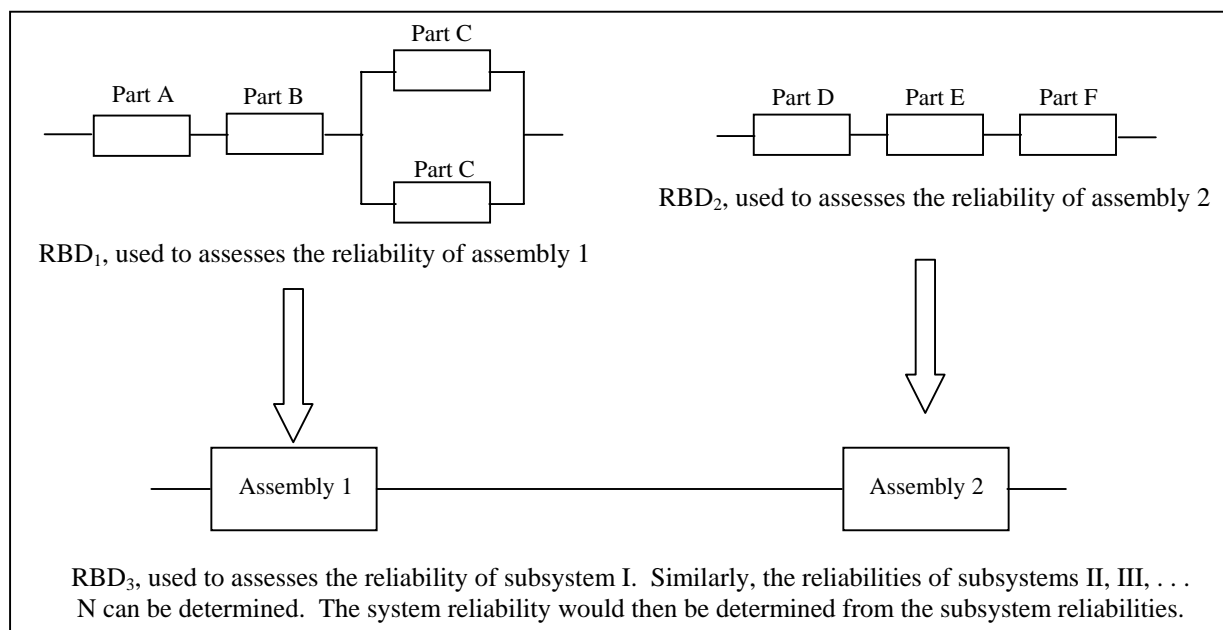 Part C
Part A
Part B
Part C
RBD₁, used to assesses the reliability of assembly 1
Part D
Part E
Part F
RBD₂, used to assesses the reliability of assembly 2
Assembly 1
Assembly 2
RBD₃, used to assesses the reliability of subsystem I. Similarly, the reliabilities of subsystems II, III, . . .
N can be determined. The system reliability would then be determined from the subsystem reliabilities.